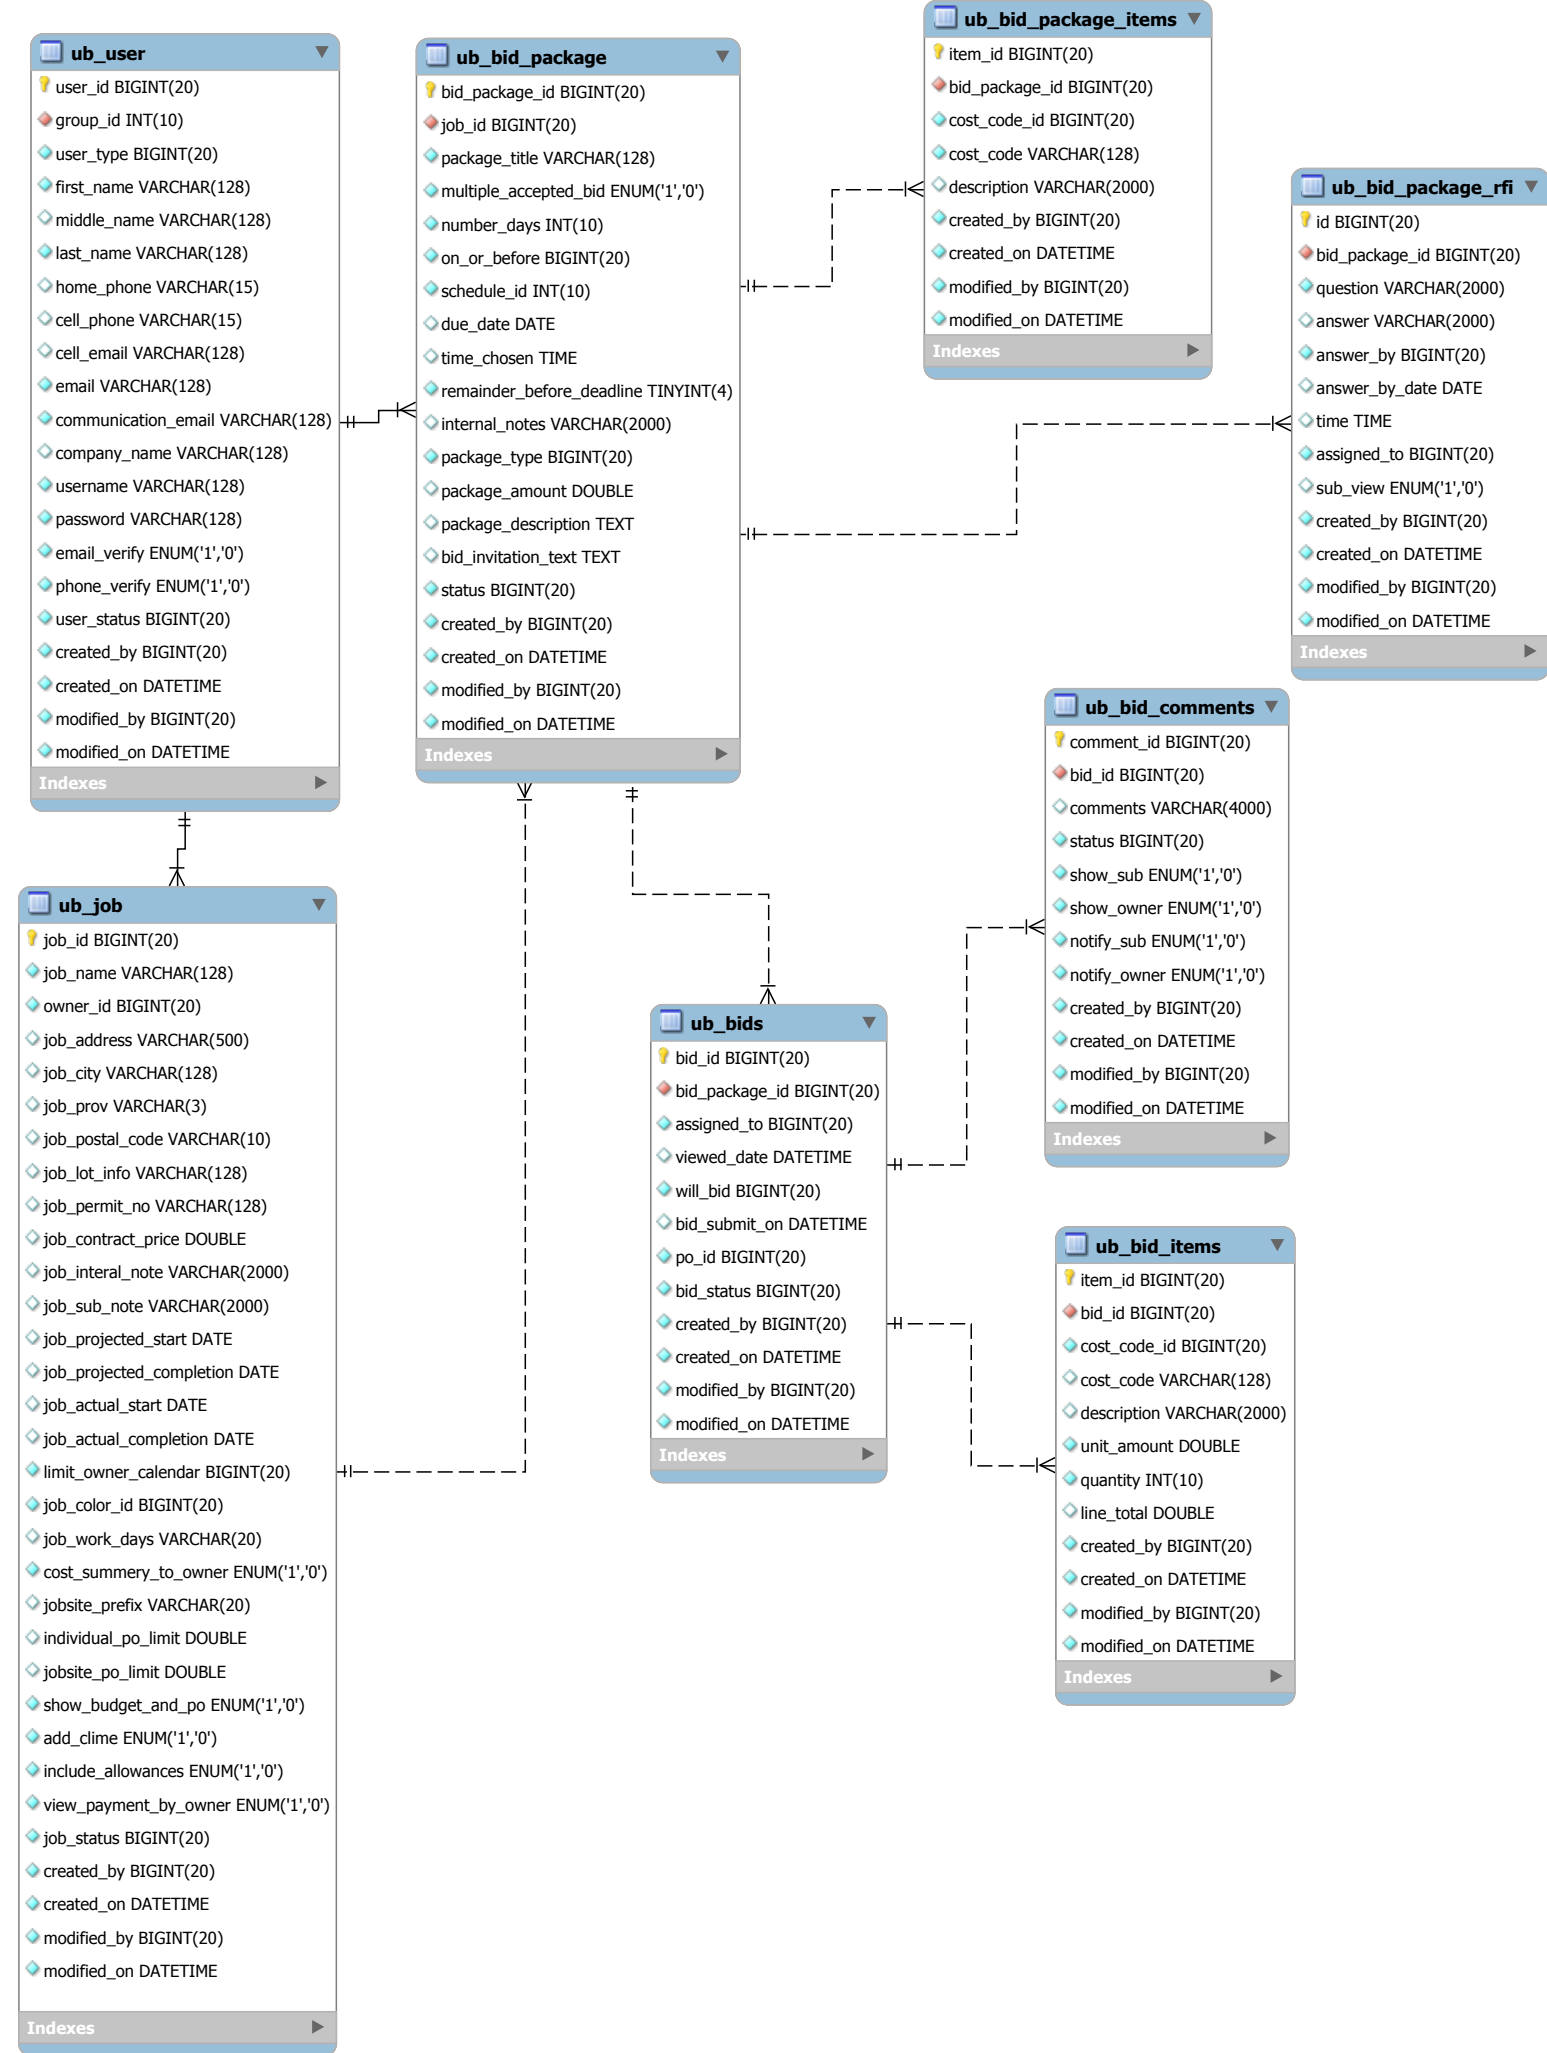 ub_user
user_id BIGINT(20)
group_id INT(10)
user_type BIGINT(20)
first_name VARCHAR(128)
middle_name VARCHAR(128)
last_name VARCHAR(128)
home_phone VARCHAR(15)
cell_phone VARCHAR(15)
cell_email VARCHAR(128)
email VARCHAR(128)
communication_email VARCHAR(128)
company_name VARCHAR(128)
username VARCHAR(128)
password VARCHAR(128)
email_verify ENUM('1','0')
phone_verify ENUM('1','0')
user_status BIGINT(20)
created_by BIGINT(20)
created_on DATETIME
modified_by BIGINT(20)
modified_on DATETIME
Indexes
ub_bid_package
bid_package_id BIGINT(20)
job_id BIGINT(20)
package_title VARCHAR(128)
multiple_accepted_bid ENUM('1','0')
number_days INT(10)
on_or_before BIGINT(20)
schedule_id INT(10)
due_date DATE
time_chosen TIME
remainder_before_deadline TINYINT(4)
internal_notes VARCHAR(2000)
package_type BIGINT(20)
package_amount DOUBLE
package_description TEXT
bid_invitation_text TEXT
status BIGINT(20)
created_by BIGINT(20)
created_on DATETIME
modified_by BIGINT(20)
modified_on DATETIME
Indexes
ub_bid_package_items
item_id BIGINT(20)
bid_package_id BIGINT(20)
cost_code_id BIGINT(20)
cost_code VARCHAR(128)
description VARCHAR(2000)
created_by BIGINT(20)
created_on DATETIME
modified_by BIGINT(20)
modified_on DATETIME
Indexes
ub_bid_package_rfi
id BIGINT(20)
bid_package_id BIGINT(20)
question VARCHAR(2000)
answer VARCHAR(2000)
answer_by BIGINT(20)
answer_by_date DATE
time TIME
assigned_to BIGINT(20)
sub_view ENUM('1','0')
created_by BIGINT(20)
created_on DATETIME
modified_by BIGINT(20)
modified_on DATETIME
Indexes
ub_bid_comments
comment_id BIGINT(20)
bid_id BIGINT(20)
comments VARCHAR(4000)
status BIGINT(20)
show_sub ENUM('1','0')
show_owner ENUM('1','0')
notify_sub ENUM('1','0')
notify_owner ENUM('1','0')
created_by BIGINT(20)
created_on DATETIME
modified_by BIGINT(20)
modified_on DATETIME
Indexes
ub_job
job_id BIGINT(20)
job_name VARCHAR(128)
owner_id BIGINT(20)
job_address VARCHAR(500)
job_city VARCHAR(128)
job_prov VARCHAR(3)
job_postal_code VARCHAR(10)
job_lot_info VARCHAR(128)
job_permit_no VARCHAR(128)
job_contract_price DOUBLE
job_interal_note VARCHAR(2000)
job_sub_note VARCHAR(2000)
job_projected_start DATE
job_projected_completion DATE
job_actual_start DATE
job_actual_completion DATE
limit_owner_calendar BIGINT(20)
job_color_id BIGINT(20)
job_work_days VARCHAR(20)
cost_summery_to_owner ENUM('1','0')
jobsite_prefix VARCHAR(20)
individual_po_limit DOUBLE
jobsite_po_limit DOUBLE
show_budget_and_po ENUM('1','0')
add_clime ENUM('1','0')
include_allowances ENUM('1','0')
view_payment_by_owner ENUM('1','0')
job_status BIGINT(20)
created_by BIGINT(20)
created_on DATETIME
modified_by BIGINT(20)
modified_on DATETIME
Indexes
ub_bids
bid_id BIGINT(20)
bid_package_id BIGINT(20)
assigned_to BIGINT(20)
viewed_date DATETIME
will_bid BIGINT(20)
bid_submit_on DATETIME
po_id BIGINT(20)
bid_status BIGINT(20)
created_by BIGINT(20)
created_on DATETIME
modified_by BIGINT(20)
modified_on DATETIME
Indexes
ub_bid_items
item_id BIGINT(20)
bid_id BIGINT(20)
cost_code_id BIGINT(20)
cost_code VARCHAR(128)
description VARCHAR(2000)
unit_amount DOUBLE
quantity INT(10)
line_total DOUBLE
created_by BIGINT(20)
created_on DATETIME
modified_by BIGINT(20)
modified_on DATETIME
Indexes